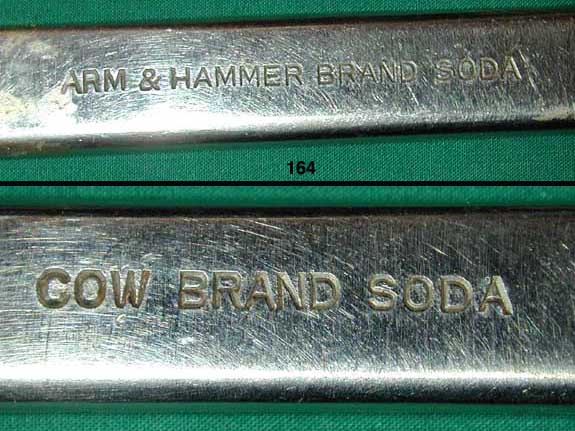 ARM & HAMMER BRAND SODA
164
COW BRAND SODA